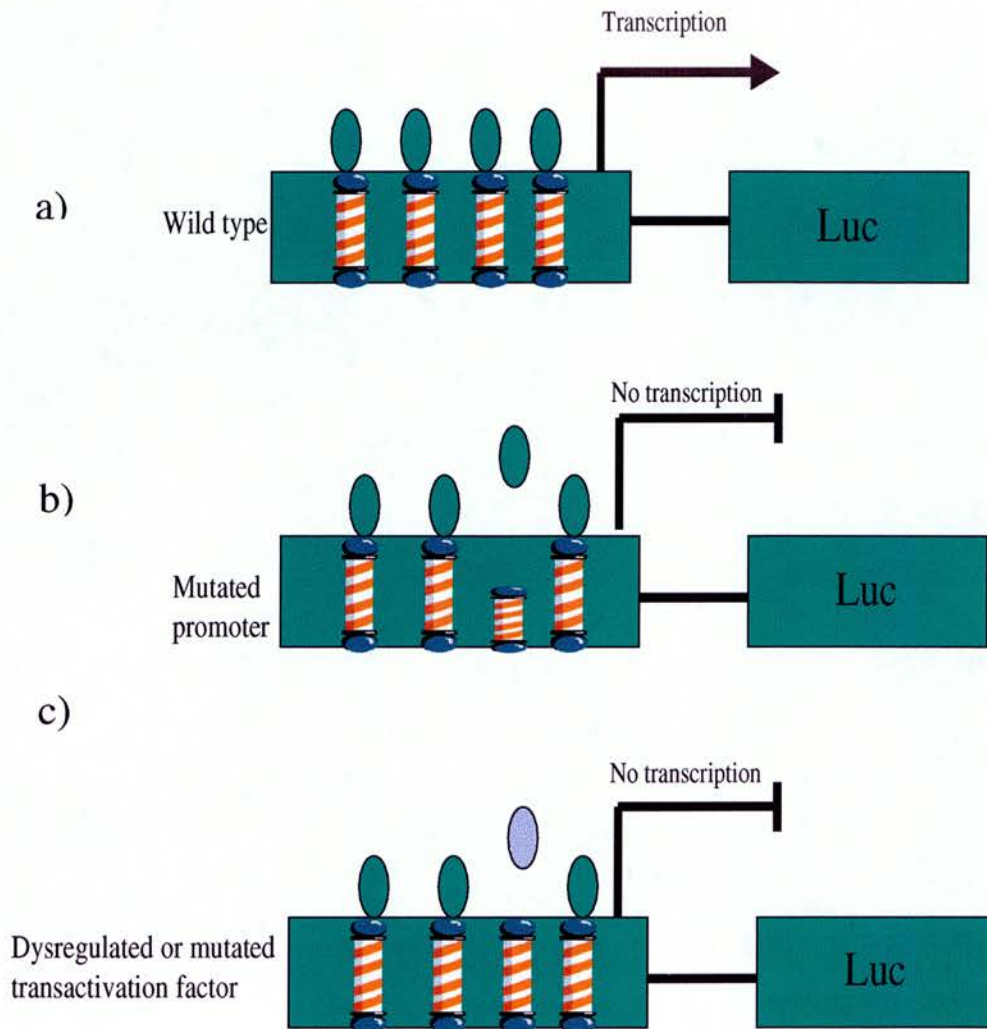 Transcription
a)
Wild type
Luc
No transcription
b)
Mutated
promoter
Luc
c)
No transcription
Dysregulated or mutated
transactivation factor
Luc